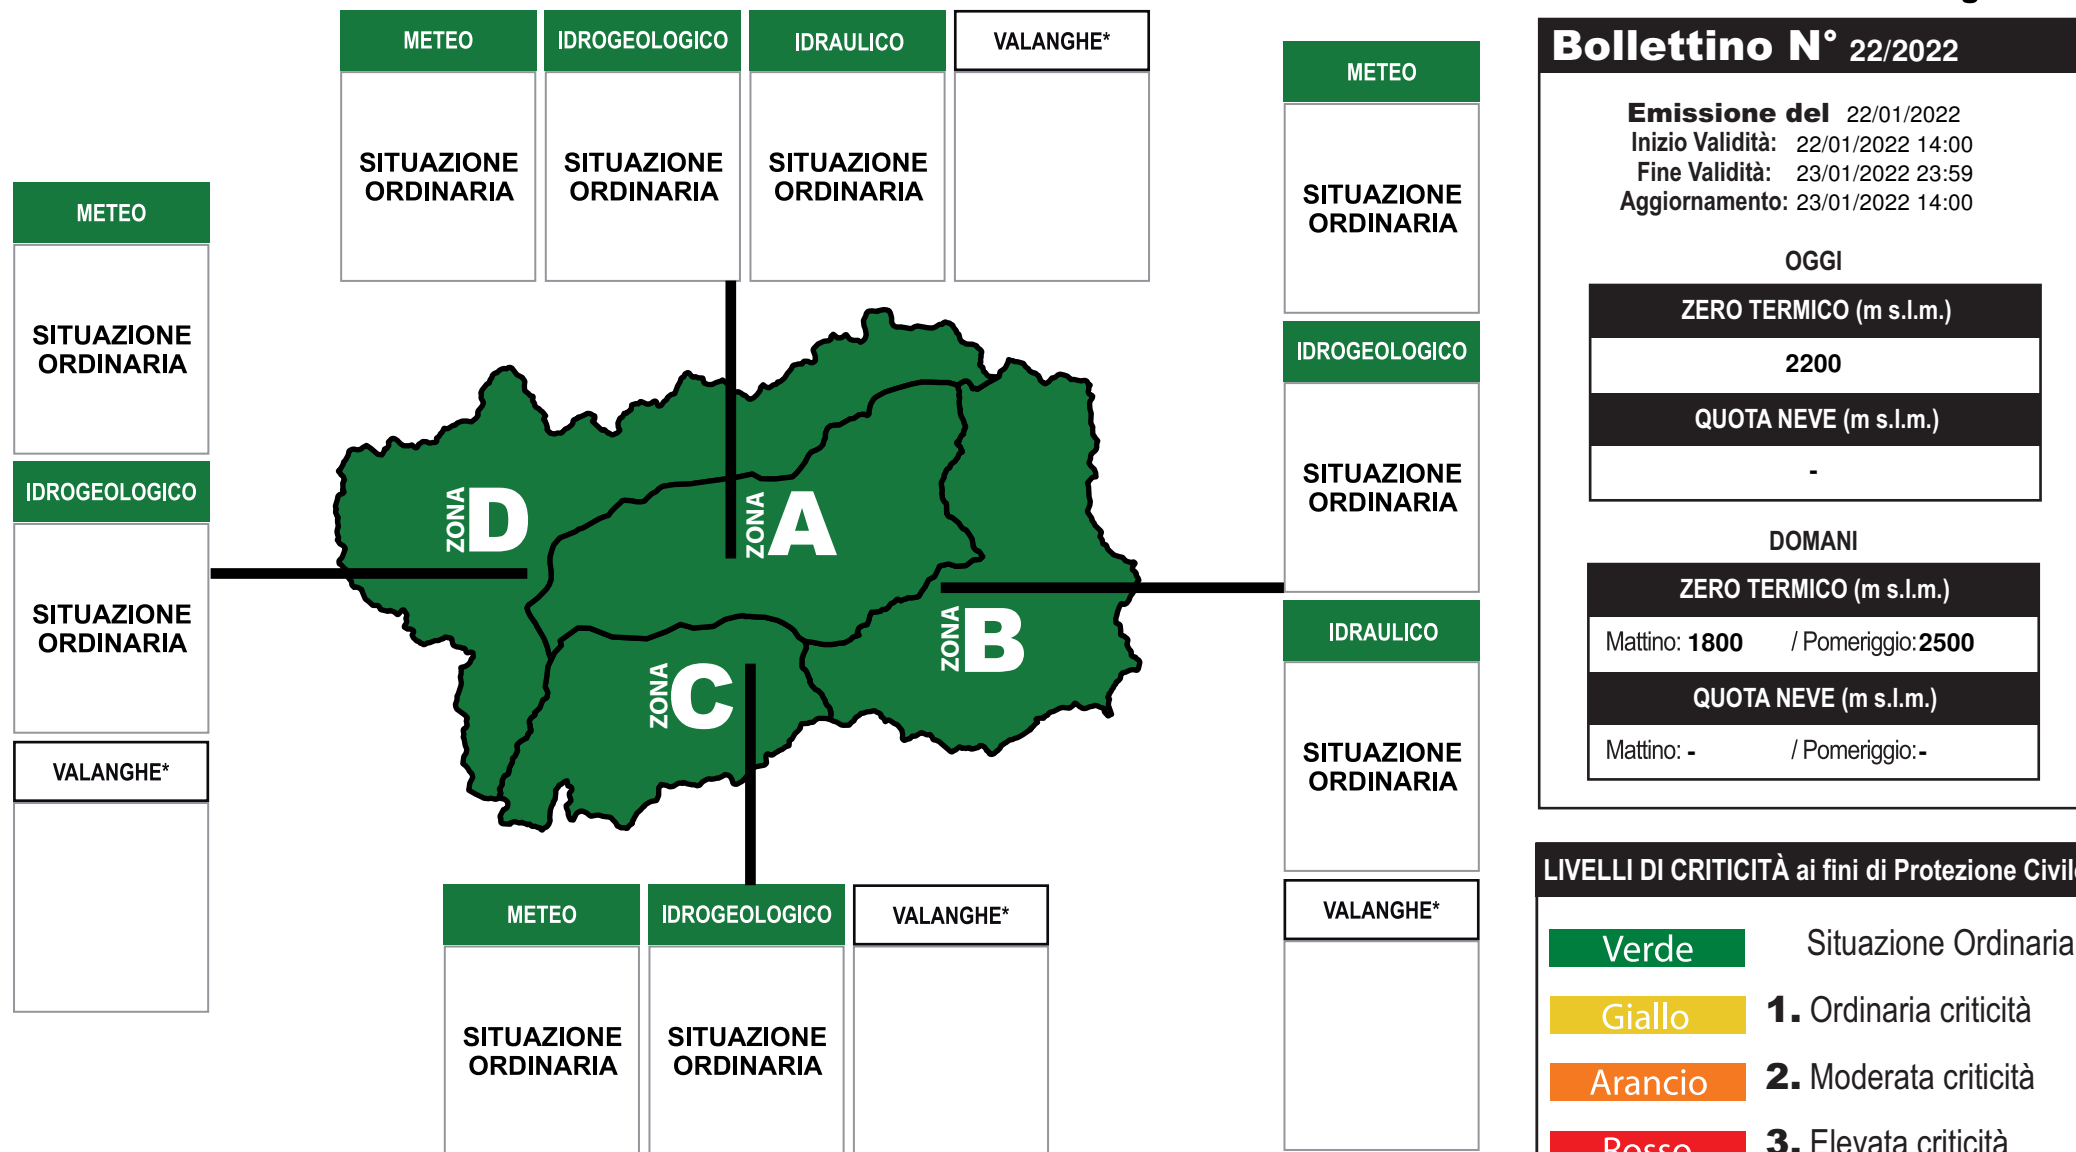 METEO
IDROGEOLOGICO
IDRAULICO
VALANGHE*
SITUAZIONE
ORDINARIA
SITUAZIONE
ORDINARIA
SITUAZIONE
ORDINARIA
METEO
SITUAZIONE
ORDINARIA
IDROGEOLOGICO
SITUAZIONE
ORDINARIA
VALANGHE*
ZONA D
ZONA A
ZONA B
ZONA C
METEO
SITUAZIONE
ORDINARIA
IDROGEOLOGICO
SITUAZIONE
ORDINARIA
IDRAULICO
SITUAZIONE
ORDINARIA
VALANGHE*
METEO
IDROGEOLOGICO
VALANGHE*
SITUAZIONE
ORDINARIA
SITUAZIONE
ORDINARIA
Bollettino N° 22/2022
Emissione del 22/01/2022
Inizio Validità: 22/01/2022 14:00
Fine Validità: 23/01/2022 23:59
Aggiornamento: 23/01/2022 14:00
OGGI
ZERO TERMICO (m s.l.m.)
2200
QUOTA NEVE (m s.l.m.)
-
DOMANI
ZERO TERMICO (m s.l.m.)
Mattino: 1800 / Pomeriggio: 2500
QUOTA NEVE (m s.l.m.)
Mattino: - / Pomeriggio: -
LIVELLI DI CRITICITÀ ai fini di Protezione Civile
Verde Situazione Ordinaria
Giallo 1. Ordinaria criticità
Arancio 2. Moderata criticità
Rosso 3. Elevata criticità